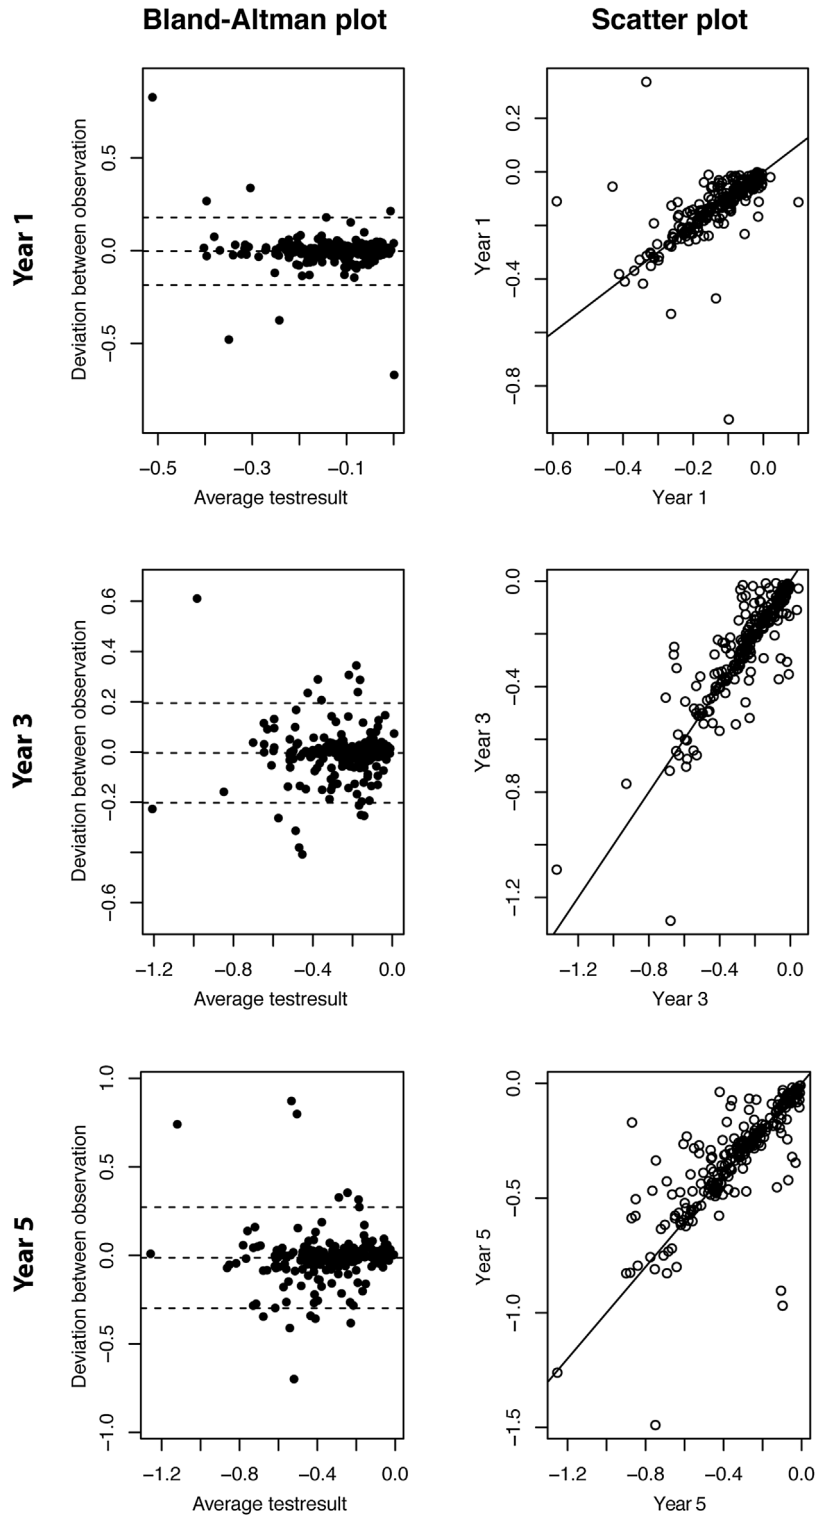 Bland-Altman plot
Scatter plot
Year 1
Deviation between observation
0.5
0.0
−0.5
−0.5
−0.3
−0.1
Average testresult
Year 1
0.2
0.0
−0.4
−0.8
−0.6
−0.4
−0.2
0.0
Year 1
Year 3
Deviation between observation
0.6
0.4
0.2
0.0
−0.2
−0.6
−1.2
−0.8
−0.4
0.0
Average testresult
Year 3
0.0
−0.4
−0.8
−1.2
−1.2
−0.8
−0.4
0.0
Year 3
Year 5
Deviation between observation
1.0
0.5
0.0
−0.5
−1.0
−1.2
−0.8
−0.4
0.0
Average testresult
Year 5
0.0
−0.5
−1.0
−1.5
−1.2
−0.8
−0.4
0.0
Year 5